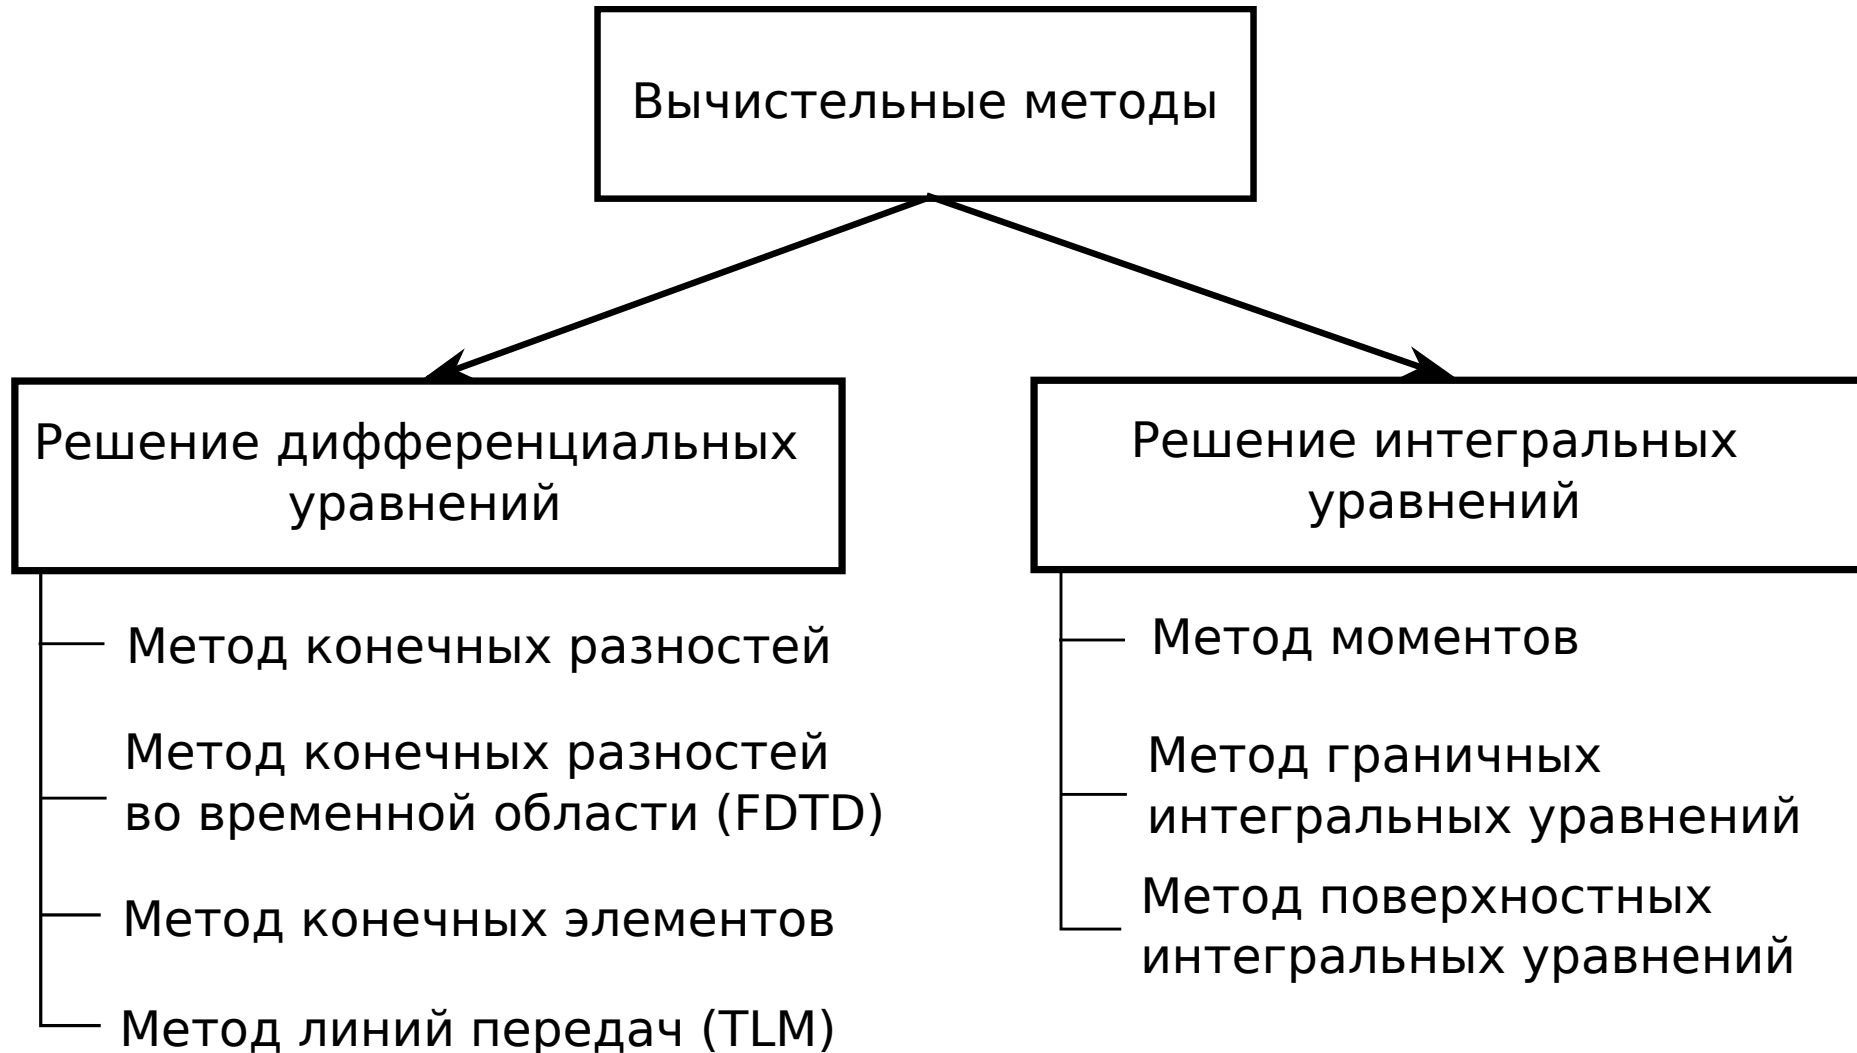 Вычистельные методы
Решение дифференциальных
уравнений
Метод конечных разностей
Метод конечных разностей
во временной области (FDTD)
Метод конечных элементов
Метод линий передач (TLM)
Решение интегральных
уравнений
Метод моментов
Метод граничных
интегральных уравнений
Метод поверхностных
интегральных уравнений